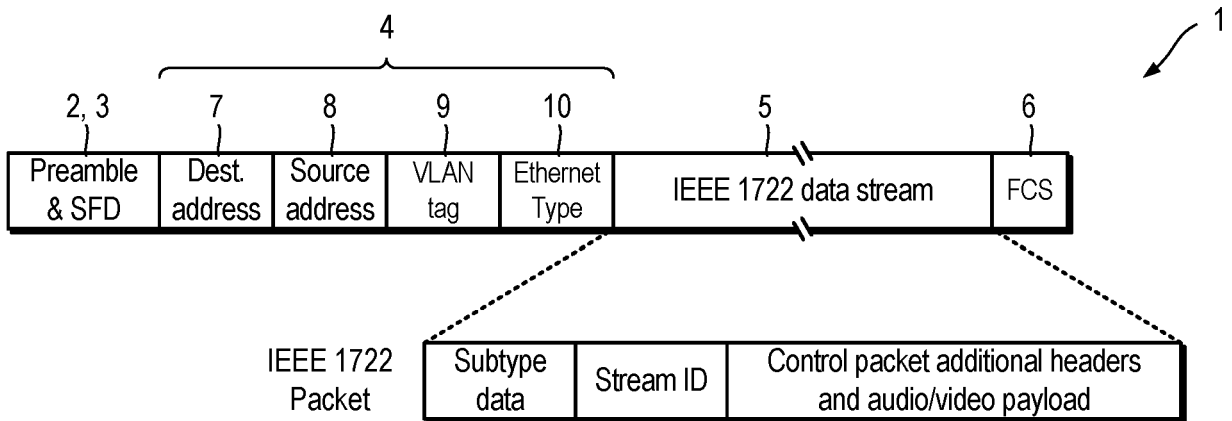 4
1
2, 3
7
8
9
10
5
6
Preamble
& SFD
Dest.
address
Source
address
VLAN
tag
Ethernet
Type
IEEE 1722 data stream
FCS
IEEE 1722
Packet
Subtype
data
Stream ID
Control packet additional headers
and audio/video payload